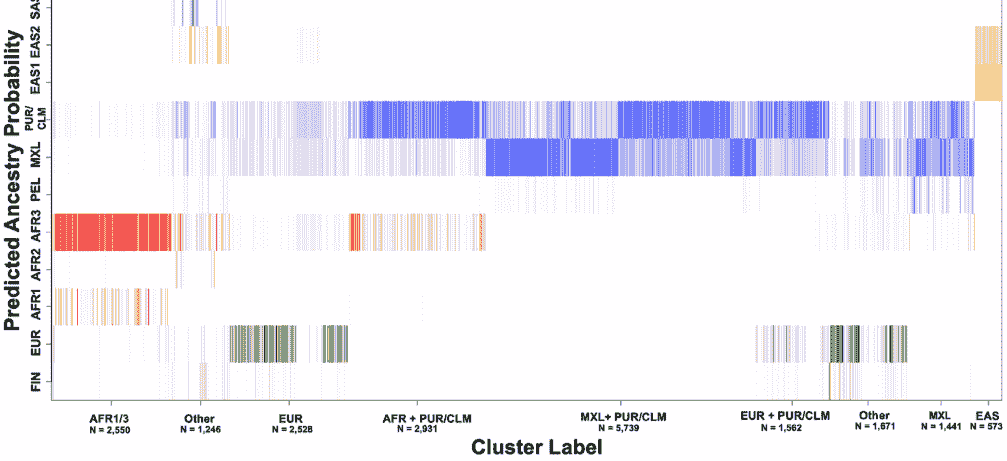 Predicted Ancestry Probability
EAS2
EAS1
PUR/
CLM
MXL
PEL
AFR3
AFR2
AFR1
EUR
FIN
AFR1/3
N = 2,550
Other
N = 1,246
EUR
N = 2,528
AFR + PUR/CLM
N = 2,931
MXL+ PUR/CLM
N = 5,739
EUR + PUR/CLM
N = 1,562
Other
N = 1,671
MXL
N = 1,441
EAS
N = 573
Cluster Label